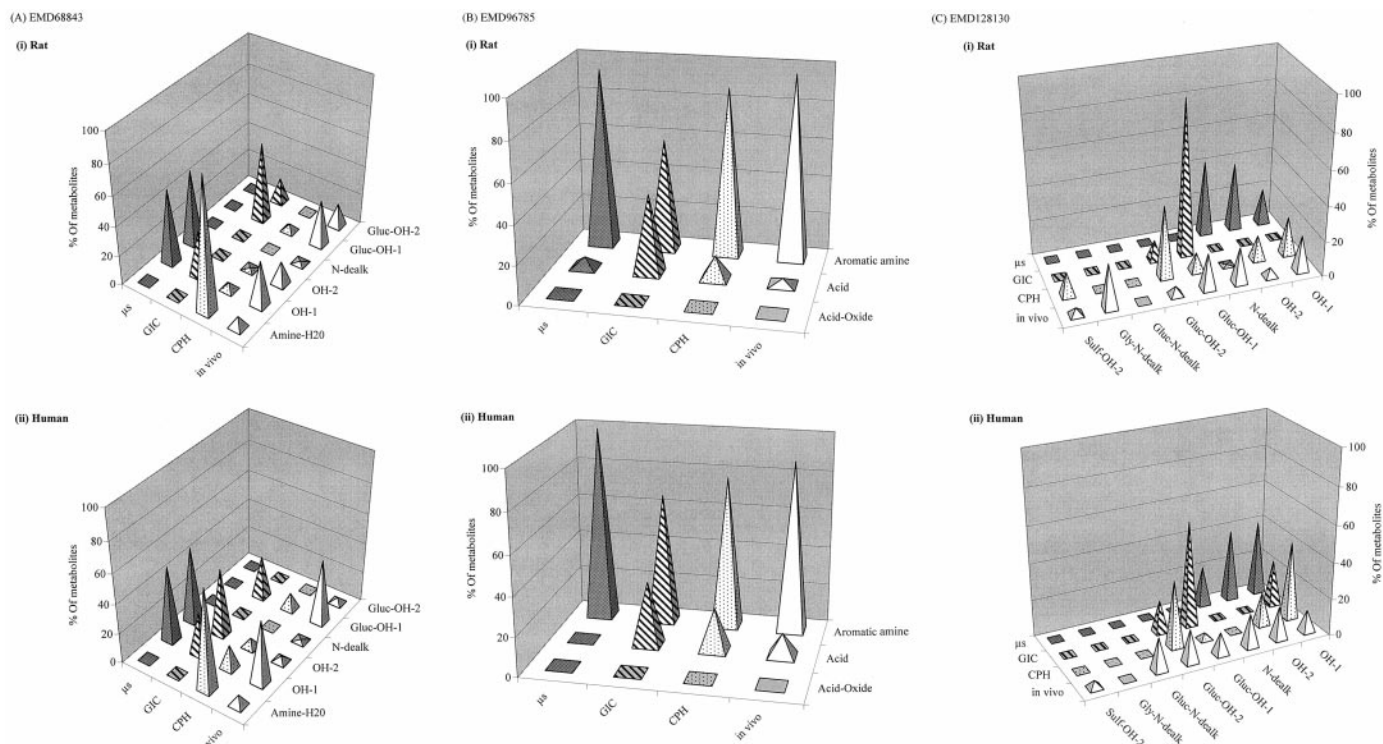 (A) EMD68843
(i) Rat
% Of metabolites
100
80
60
40
20
0
µs
GIC
CPH
in vivo
Amine-H20
OH-1
OH-2
N-dealk
Gluc-OH-1
Gluc-OH-2
(ii) Human
% Of metabolites
100
80
60
40
20
0
µs
GIC
CPH
vivo
Amine-H20
OH-1
OH-2
N-dealk
Gluc-OH-1
Gluc-OH-2
(B) EMD96785
(i) Rat
% Of metabolites
100
80
60
40
20
0
µs
GIC
CPH
in vivo
Aromatic amine
Acid
Acid-Oxide
(ii) Human
% Of metabolites
100
80
60
40
20
0
µs
GIC
CPH
in vivo
Aromatic amine
Acid
Acid-Oxide
(C) EMD128130
(i) Rat
100
80
60
40
20
0
% Of metabolites
µs
GIC
CPH
in vivo
Sulf-OH-2
Gly-N-dealk
Gluc-N-dealk
Gluc-OH-2
Gluc-OH-1
N-dealk
OH-2
OH-1
(ii) Human
100
80
60
40
20
0
% Of metabolites
µs
GIC
CPH
in vivo
Sulf-OH-2
Gly-N-dealk
Gluc-N-dealk
Gluc-OH-2
Gluc-OH-1
N-dealk
OH-2
OH-1